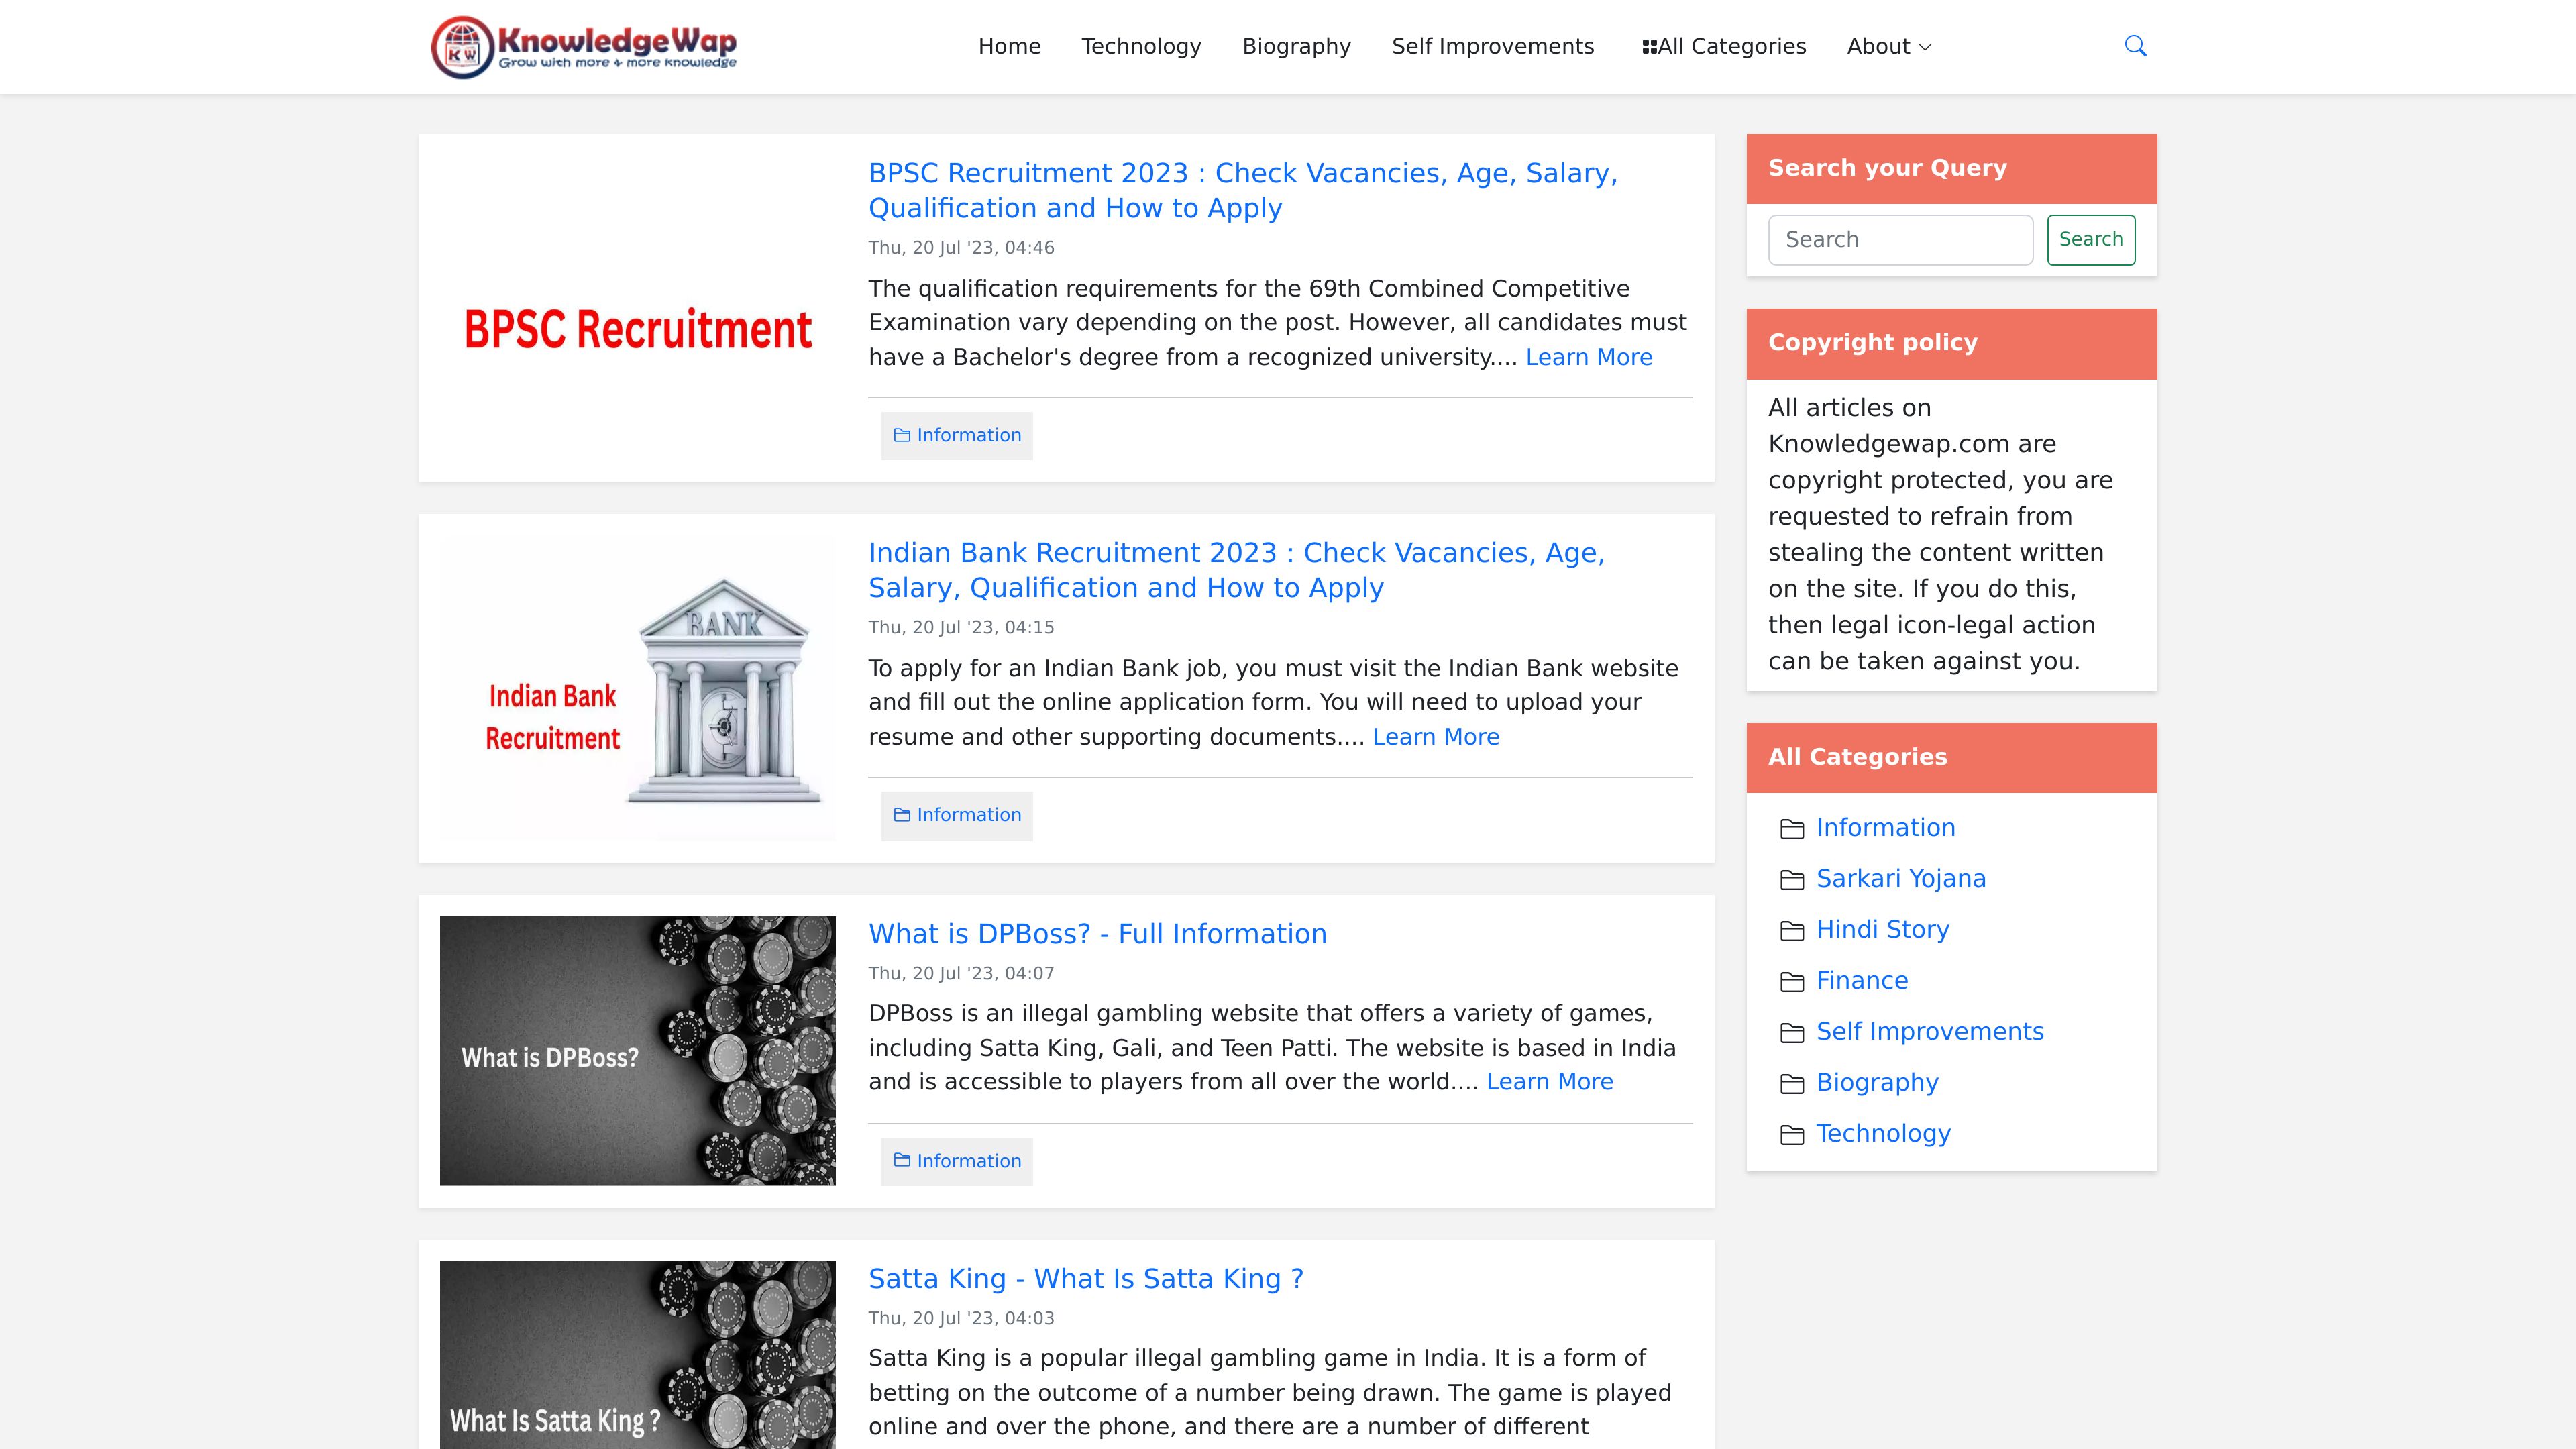 KnowledgeWap
Grow with more & more knowledge
KW
Home
Technology
Biography
Self Improvements
All Categories
About
BPSC Recruitment
BPSC Recruitment 2023 : Check Vacancies, Age, Salary,
Qualification and How to Apply
Thu, 20 Jul '23, 04:46
The qualification requirements for the 69th Combined Competitive
Examination vary depending on the post. However, all candidates must
have a Bachelor's degree from a recognized university.... Learn More
Information
BANK
Indian Bank
Recruitment
Indian Bank Recruitment 2023 : Check Vacancies, Age,
Salary, Qualification and How to Apply
Thu, 20 Jul '23, 04:15
To apply for an Indian Bank job, you must visit the Indian Bank website
and fill out the online application form. You will need to upload your
resume and other supporting documents.... Learn More
Information
What is DPBoss?
What is DPBoss? - Full Information
Thu, 20 Jul '23, 04:07
DPBoss is an illegal gambling website that offers a variety of games,
including Satta King, Gali, and Teen Patti. The website is based in India
and is accessible to players from all over the world.... Learn More
Information
What Is Satta King ?
Satta King - What Is Satta King ?
Thu, 20 Jul '23, 04:03
Satta King is a popular illegal gambling game in India. It is a form of
betting on the outcome of a number being drawn. The game is played
online and over the phone, and there are a number of different
Search your Query
Search
Search
Copyright policy
All articles on
Knowledgewap.com are
copyright protected, you are
requested to refrain from
stealing the content written
on the site. If you do this,
then legal icon-legal action
can be taken against you.
All Categories
Information
Sarkari Yojana
Hindi Story
Finance
Self Improvements
Biography
Technology